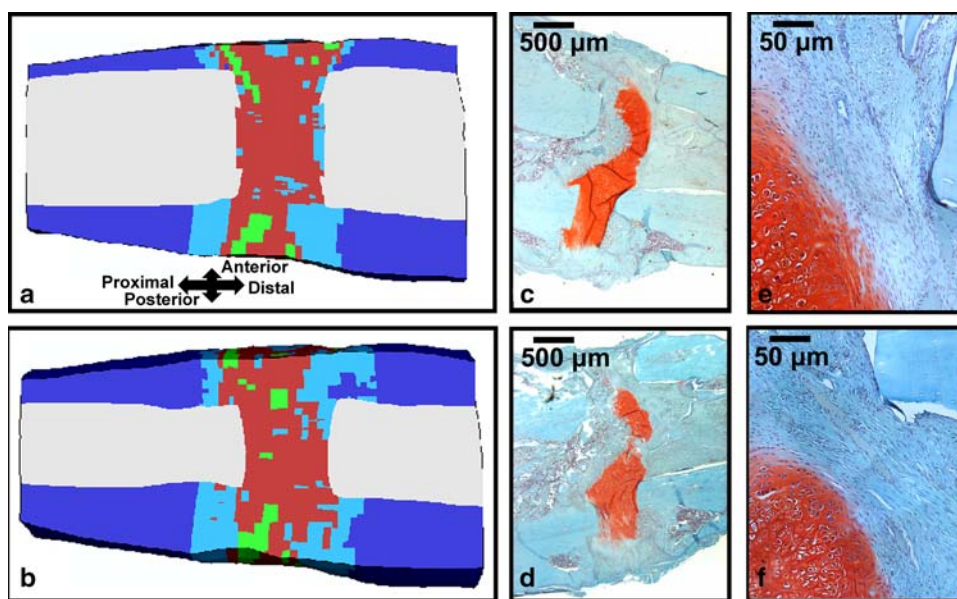 a
Anterior
Proximal
Distal
Posterior
b
500 µm
c
500 µm
d
50 µm
e
50 µm
f